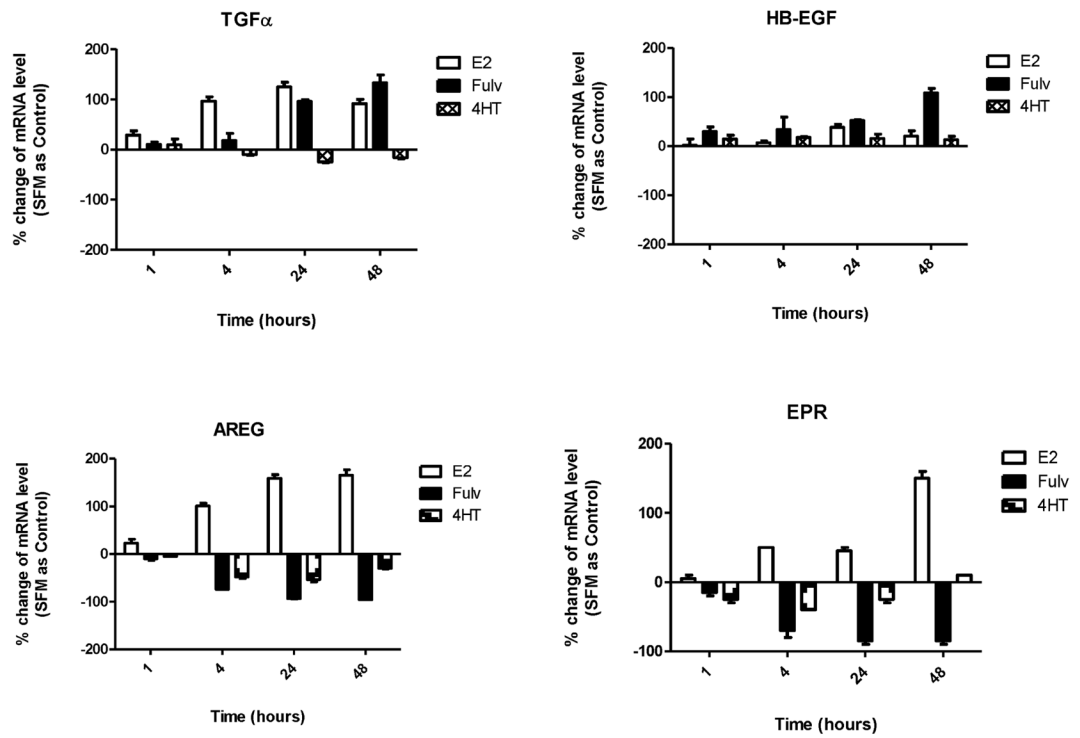 TGFα
% change of mRNA level
(SFM as Control)
200
100
0
-100
-200
1
4
24
48
Time (hours)
E2
Fulv
4HT
HB-EGF
% change of mRNA level
(SFM as Control)
200
100
0
-100
-200
1
4
24
48
Time (hours)
E2
Fulv
4HT
AREG
% change of mRNA level
(SFM as Control)
200
100
0
-100
-200
1
4
24
48
Time (hours)
E2
Fulv
4HT
EPR
% change of mRNA level
(SFM as Control)
200
100
0
-100
1
4
24
48
Time (hours)
E2
Fulv
4HT